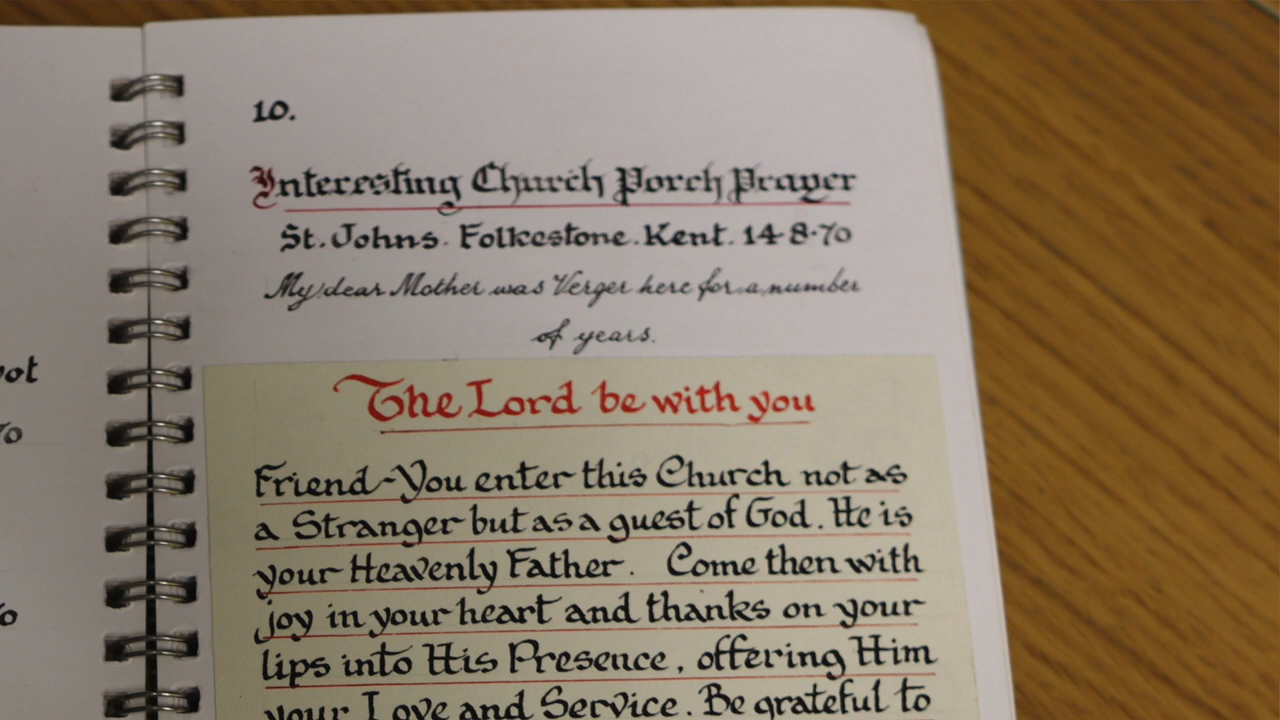 10.
Interesting Church Porch Prayer
St. Johns. Folkestone. Kent. 14-8-70
My dear Mother was Verger here for a number
of years.
The Lord be with you
Friend-You enter this Church not as
a Stranger but as a guest of God. He is
your Heavenly Father. Come then with
joy in your heart and thanks on your
lips into His Presence, offering Him
your Love and Service. Be grateful to